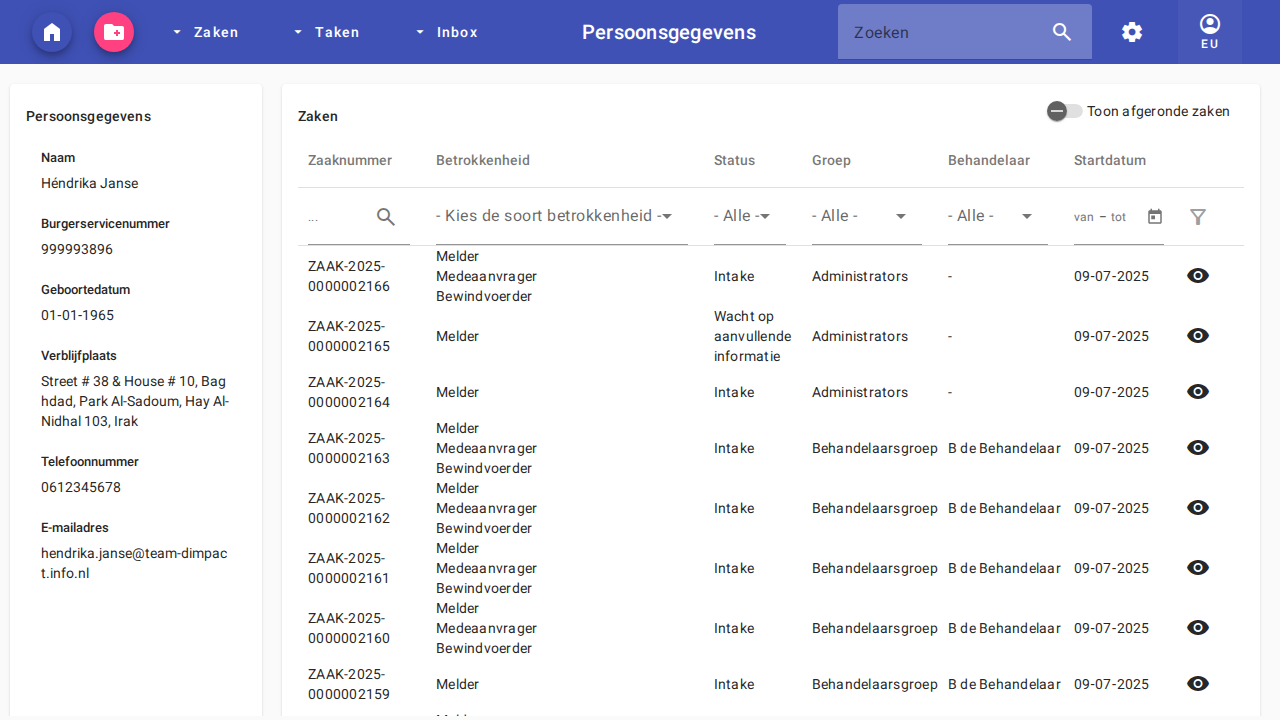 Zaken
Taken
Inbox
Persoonsgegevens
Zoeken
EU
Persoonsgegevens
Naam
Héndrika Janse
Burgerservicenummer
999993896
Geboortedatum
01-01-1965
Verblijfplaats
Street # 38 & House # 10, Bag
hdad, Park Al-Sadoum, Hay Al-
Nidhal 103, Irak
Telefoonnummer
0612345678
E-mailadres
hendrika.janse@team-dimpac
t.info.nl
Zaken
Toon afgeronde zaken
Zaaknummer Betrokkenheid Status Groep Behandelaar Startdatum
... - Kies de soort betrokkenheid - - Alle - - Alle - - Alle - van – tot
ZAAK-2025-
0000002166
Melder
Medeaanvrager
Bewindvoerder
Intake Administrators - 09-07-2025
ZAAK-2025-
0000002165
Melder
Wacht op
aanvullende
informatie
Administrators - 09-07-2025
ZAAK-2025-
0000002164
Melder Intake Administrators - 09-07-2025
ZAAK-2025-
0000002163
Melder
Medeaanvrager
Bewindvoerder
Intake Behandelaarsgroep B de Behandelaar 09-07-2025
ZAAK-2025-
0000002162
Melder
Medeaanvrager
Bewindvoerder
Intake Behandelaarsgroep B de Behandelaar 09-07-2025
ZAAK-2025-
0000002161
Melder
Medeaanvrager
Bewindvoerder
Intake Behandelaarsgroep B de Behandelaar 09-07-2025
ZAAK-2025-
0000002160
Melder
Medeaanvrager
Bewindvoerder
Intake Behandelaarsgroep B de Behandelaar 09-07-2025
ZAAK-2025-
0000002159
Melder Intake Behandelaarsgroep B de Behandelaar 09-07-2025